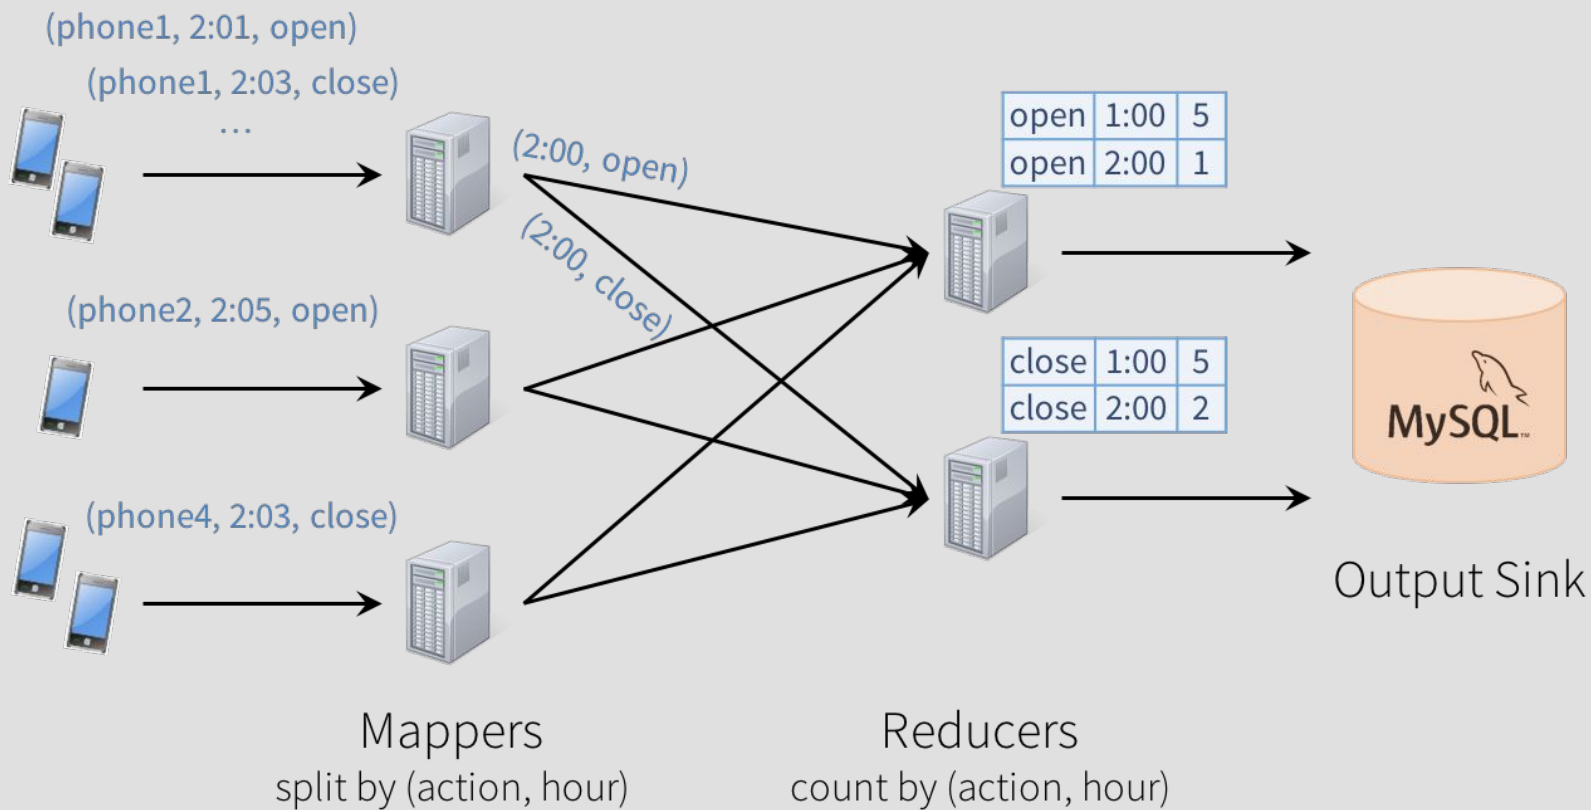 (phone1, 2:01, open)
(phone1, 2:03, close)
...
(2:00, open)
(2:00, close)
open 1:00 5
open 2:00 1
(phone2, 2:05, open)
close 1:00 5
close 2:00 2
MySQL™
(phone4, 2:03, close)
Output Sink
Mappers
split by (action, hour)
Reducers
count by (action, hour)